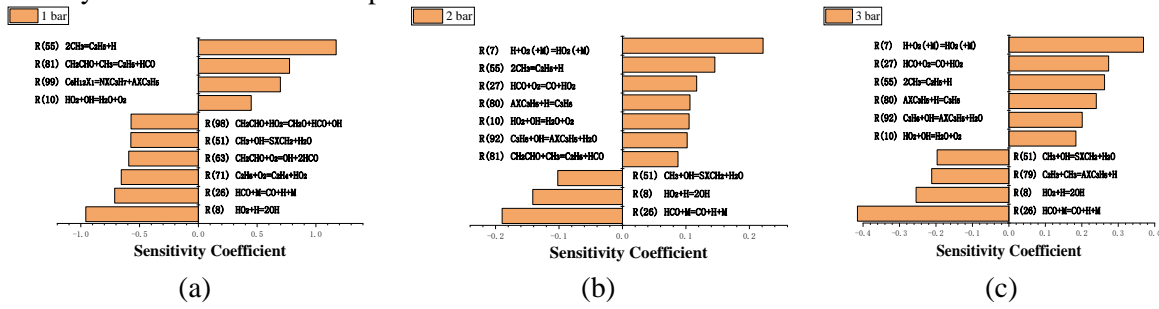 1 bar
R(55) 2CH₃=C₂H₅+H
R(81) CH₂CHO+CH₃=C₂H₅+HCO
R(99) C₆H₁₂X₁=NXC₃H₇+AXC₃H₅
R(10) HO₂+OH=H₂O+O₂
R(98) CH₂CHO+HO₂=CH₂O+HCO+OH
R(51) CH₃+OH=SXCH₂+H₂O
R(63) CH₂CHO+O₂=OH+2HCO
R(71) C₂H₅+O₂=C₂H₄+HO₂
R(26) HCO+M=CO+H+M
R(8) HO₂+H=2OH
-1.0 -0.5 0.0 0.5 1.0
Sensitivity Coefficient
(a)
2 bar
R(7) H+O₂(+M)=HO₂(+M)
R(55) 2CH₃=C₂H₅+H
R(27) HCO+O₂=CO+HO₂
R(80) AXC₃H₅+H=C₃H₆
R(10) HO₂+OH=H₂O+O₂
R(92) C₃H₆+OH=AXC₃H₅+H₂O
R(81) CH₂CHO+CH₃=C₂H₅+HCO
R(51) CH₃+OH=SXCH₂+H₂O
R(8) HO₂+H=2OH
R(26) HCO+M=CO+H+M
-0.2 -0.1 0.0 0.1 0.2
Sensitivity Coefficient
(b)
3 bar
R(7) H+O₂(+M)=HO₂(+M)
R(27) HCO+O₂=CO+HO₂
R(55) 2CH₃=C₂H₅+H
R(80) AXC₃H₅+H=C₃H₆
R(92) C₃H₆+OH=AXC₃H₅+H₂O
R(10) HO₂+OH=H₂O+O₂
R(51) CH₃+OH=SXCH₂+H₂O
R(79) C₂H₃+CH₃=AXC₃H₅+H
R(8) HO₂+H=2OH
R(26) HCO+M=CO+H+M
-0.4 -0.3 -0.2 -0.1 0.0 0.1 0.2 0.3 0.4
Sensitivity Coefficient
(c)